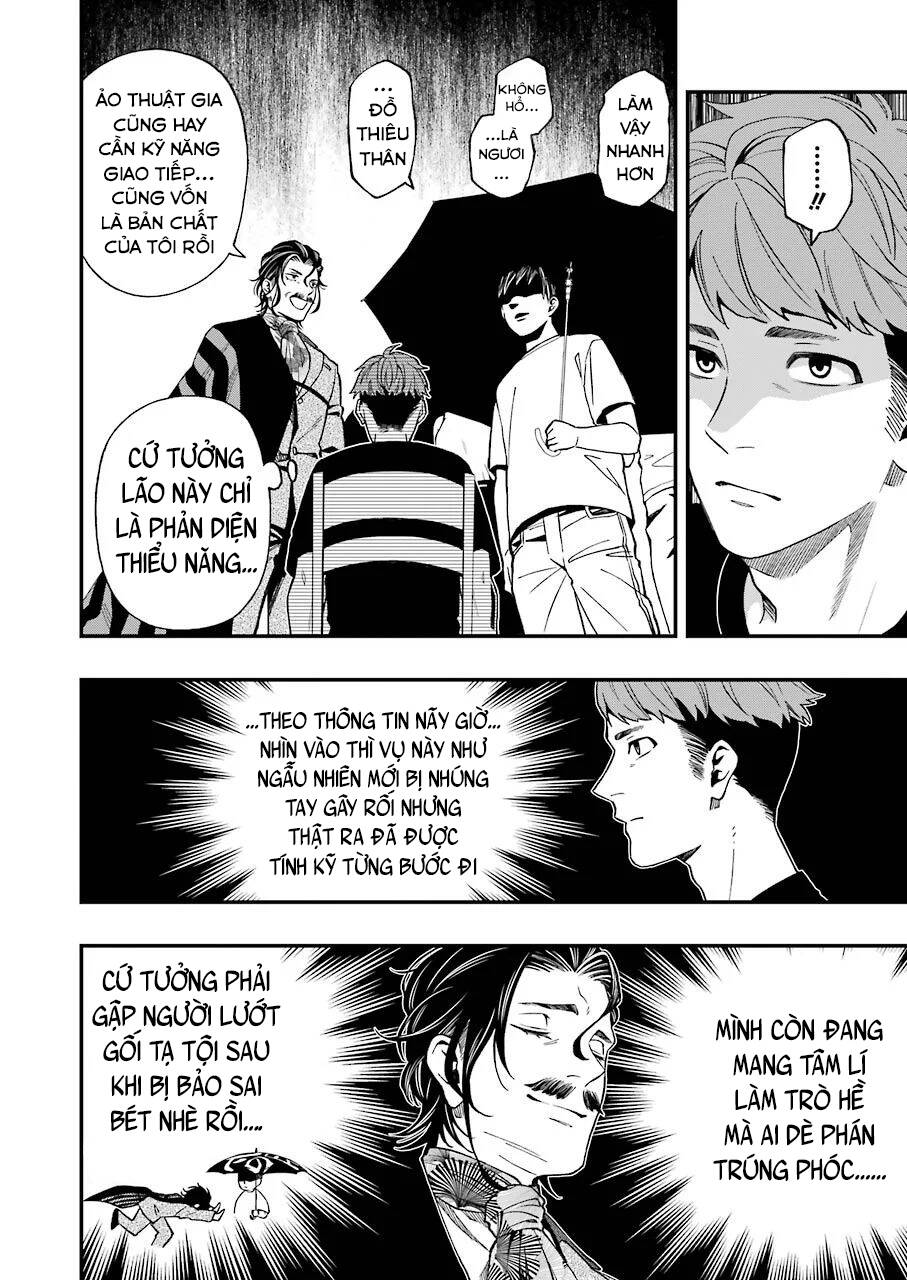 ......!!
LÀM
VẬY
NHANH
HƠN
KHÔNG
HỔ...
...LÀ
NGƯƠI
...
...
ĐỒ
THIÊU
THÂN
ẢO THUẬT GIA
CŨNG HAY
CẦN KỸ NĂNG
GIAO TIẾP...
CŨNG VỐN
LÀ BẢN CHẤT
CỦA TÔI RỒI
CỨ TƯỞNG
LÃO NÀY CHỈ
LÀ PHẢN DIỆN
THIỂU NĂNG...
...THEO THÔNG TIN NÃY GIỜ...
NHÌN VÀO THÌ VỤ NÀY NHƯ
NGẪU NHIÊN MỚI BỊ NHÚNG
TAY GÂY RỐI NHƯNG
THẬT RA ĐÃ ĐƯỢC
TÍNH KỸ TỪNG BƯỚC ĐI
MÌNH CÒN ĐANG
MANG TÂM LÍ
LÀM TRÒ HỀ
MÀ AI DÈ PHÁN
TRÚNG PHÓC......
CỨ TƯỞNG PHẢI
GẬP NGƯỜI LƯỚT
GỐI TẠ TỘI SAU
KHI BỊ BẢO SAI
BÉT NHÈ RỒI....